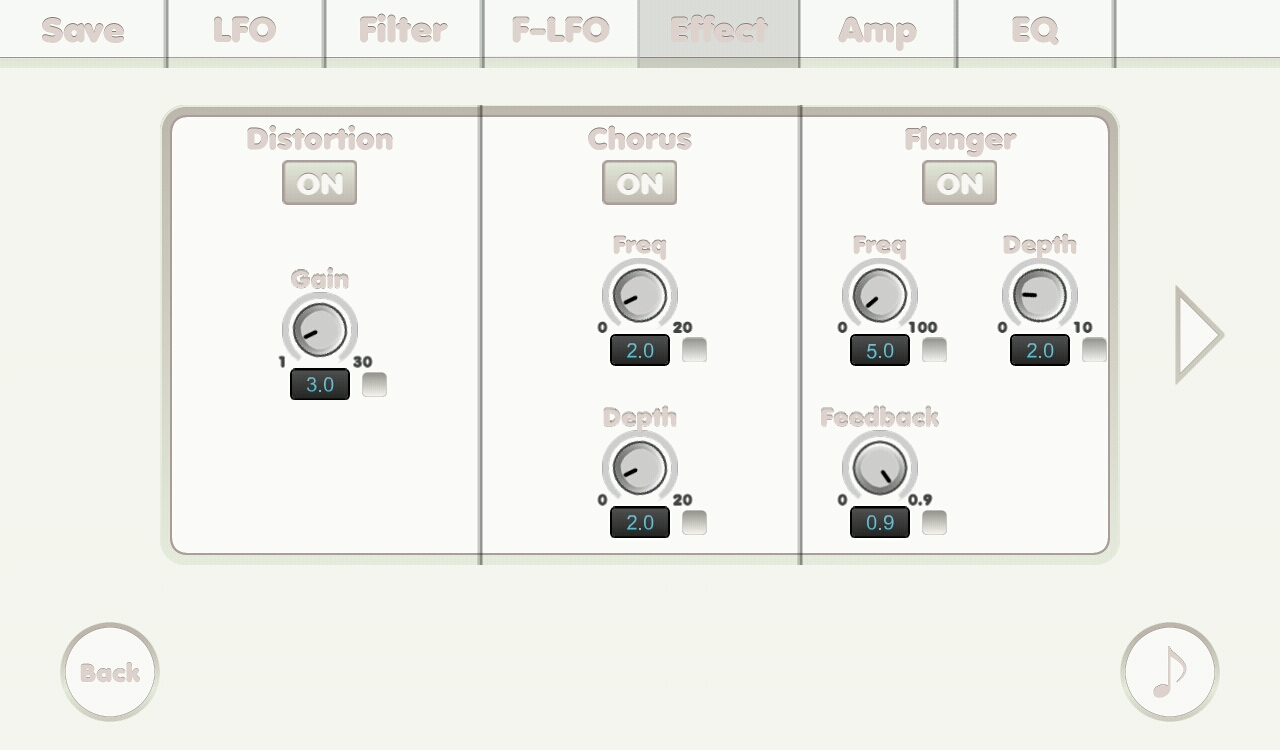 Save LFO Filter F-LFO Effect Amp EQ
Distortion Chorus Flanger
ON ON ON
Freq Freq Depth
Gain
0 20 0 100 0 10
2.0 5.0 2.0
1 30
3.0
Depth Feedback
0 20 0 0.9
2.0 0.9
Back